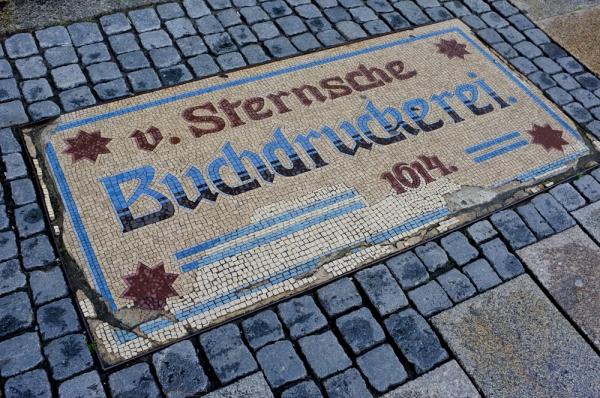 v. Sternsche
Buchdruckerei.
1614.